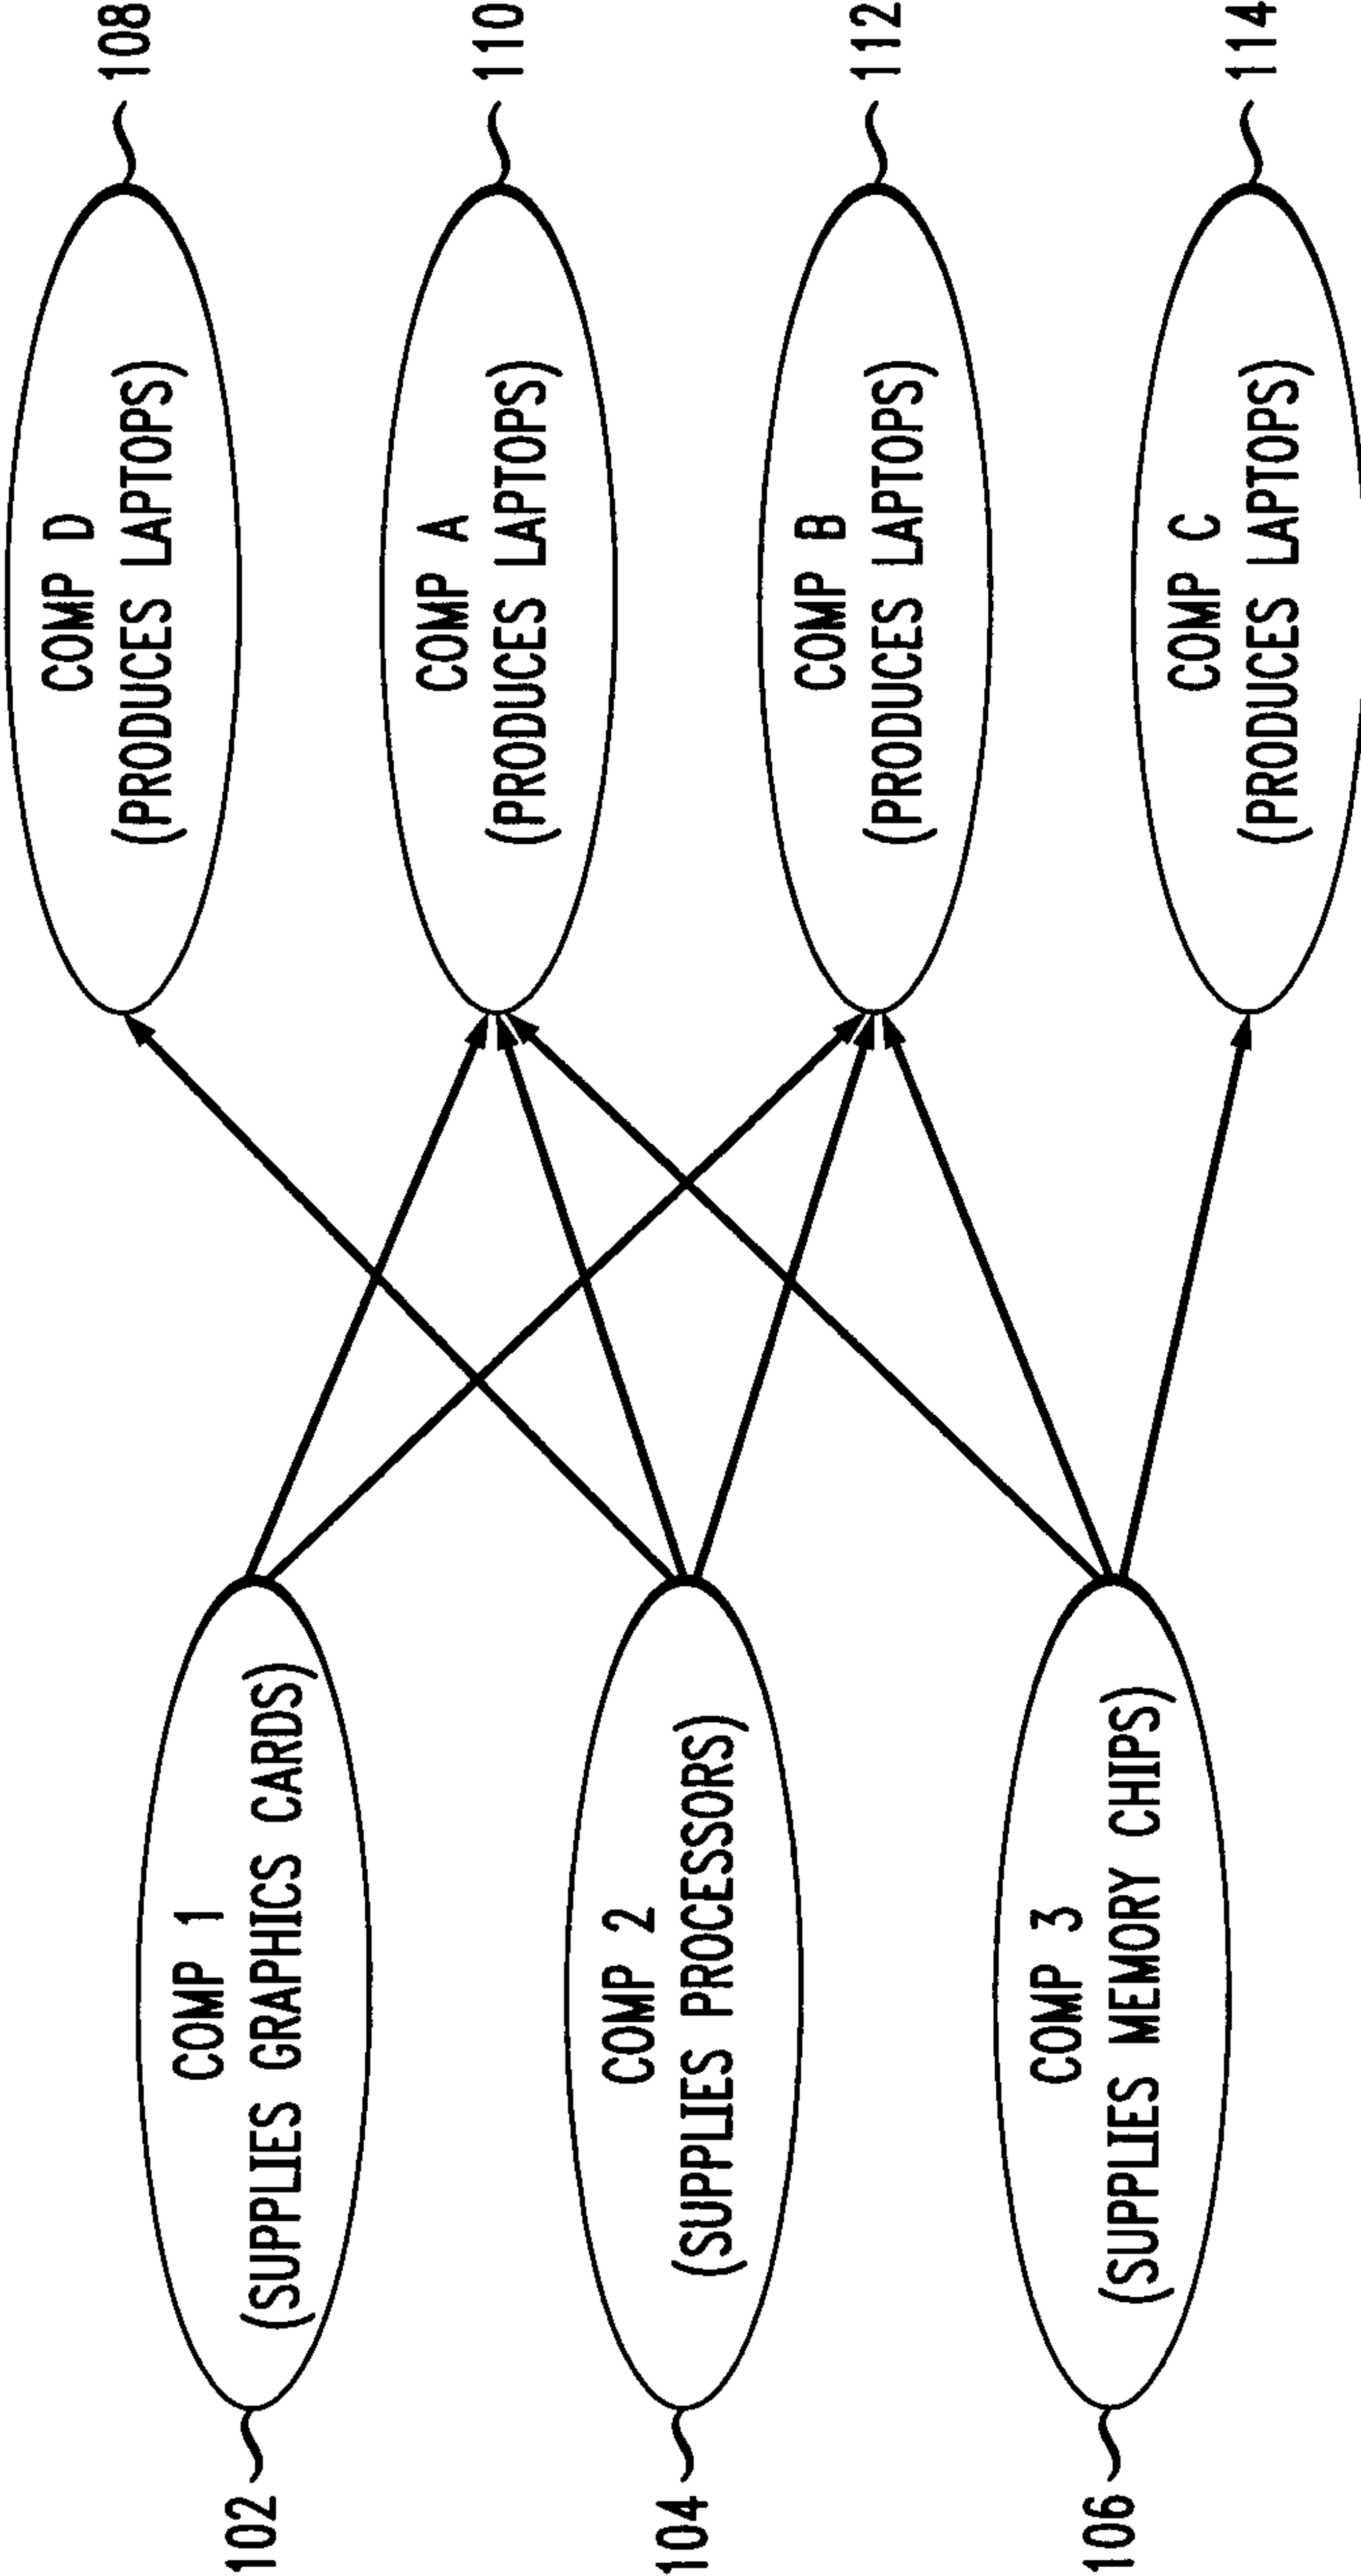 102
COMP 1
(SUPPLIES GRAPHICS CARDS)
104
COMP 2
(SUPPLIES PROCESSORS)
106
COMP 3
(SUPPLIES MEMORY CHIPS)
COMP D
(PRODUCES LAPTOPS)
108
COMP A
(PRODUCES LAPTOPS)
110
COMP B
(PRODUCES LAPTOPS)
112
COMP C
(PRODUCES LAPTOPS)
114